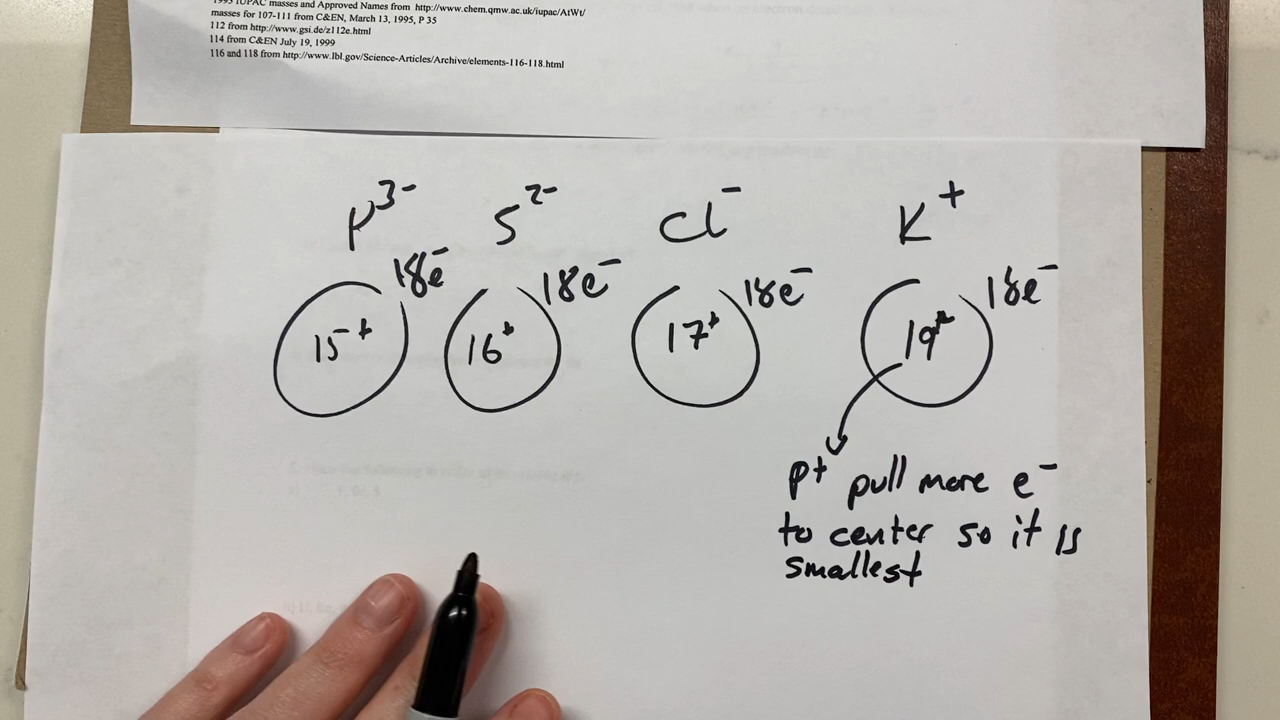 1995 IUPAC masses and Approved Names from http://www.chem.qmw.ac.uk/iupac/AtWt/
masses for 107-111 from C&EN, March 13, 1995, P 35
112 from http://www.gsi.de/z112e.html
114 from C&EN July 19, 1999
116 and 118 from http://www.lbl.gov/Science-Articles/Archive/elements-116-118.html
P³⁻ S²⁻ Cl⁻ K⁺
18e⁻ 18e⁻ 18e⁻ 18e⁻
15⁺ 16⁺ 17⁺ 19⁺
p⁺ pull more e⁻
to center so it is
smallest